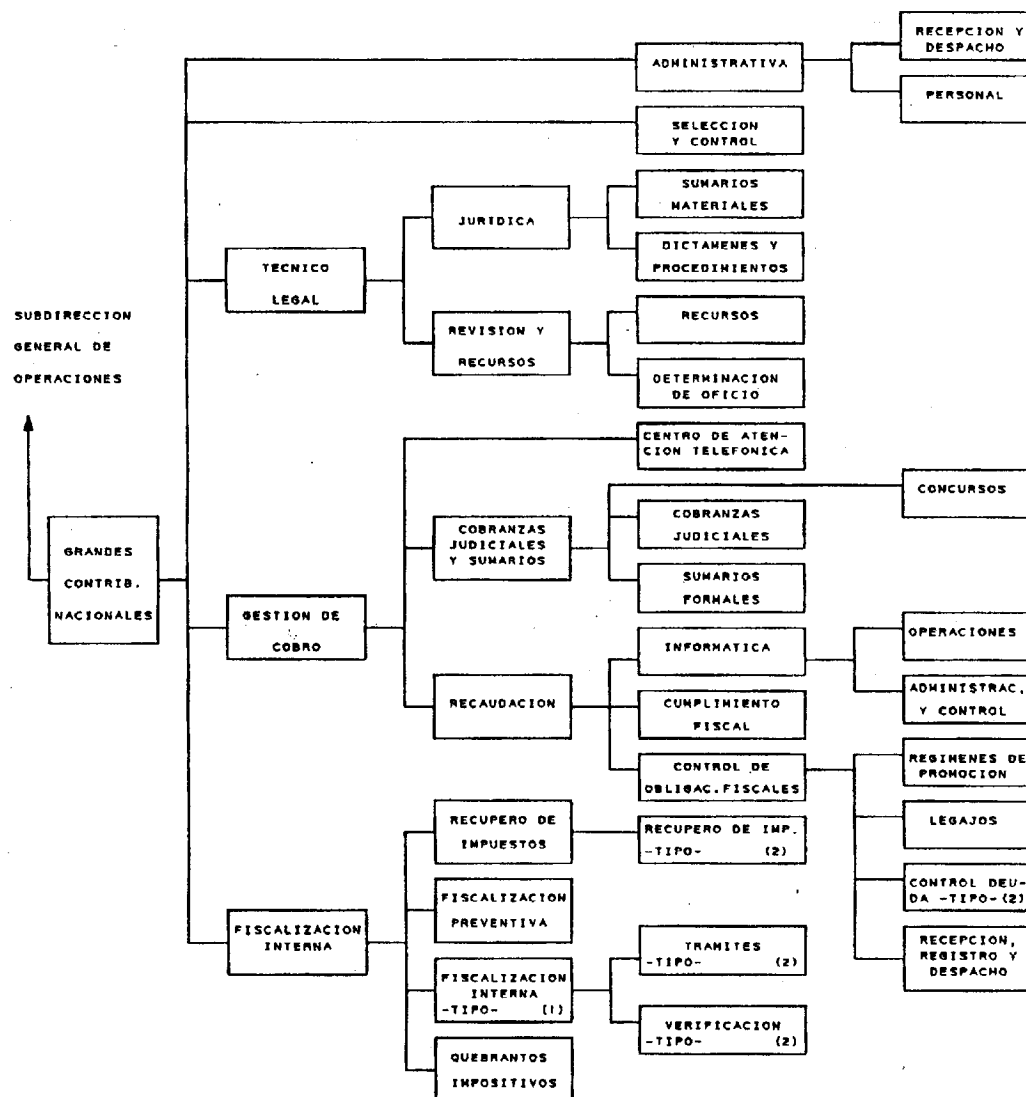 RECEPCION Y
DESPACHO
ADMINISTRATIVA
PERSONAL
SELECCION
Y CONTROL
SUMARIOS
MATERIALES
JURIDICA
DICTAMENES Y
PROCEDIMIENTOS
TECNICO
LEGAL
SUBDIRECCION
GENERAL DE
OPERACIONES
REVISION Y
RECURSOS
RECURSOS
DETERMINACION
DE OFICIO
CENTRO DE ATEN-
CION TELEFONICA
CONCURSOS
COBRANZAS
JUDICIALES
Y SUMARIOS
COBRANZAS
JUDICIALES
SUMARIOS
FORMALES
GRANDES
CONTRIB.
NACIONALES
GESTION DE
COBRO
INFORMATICA
OPERACIONES
ADMINISTRAC.
Y CONTROL
RECAUDACION
CUMPLIMIENTO
FISCAL
CONTROL DE
OBLIGAC.FISCALES
REGIMENES DE
PROMOCION
LEGAJOS
CONTROL DEU-
DA -TIPO-(2)
RECEPCION,
REGISTRO Y
DESPACHO
RECUPERO DE
IMPUESTOS
RECUPERO DE IMP.
-TIPO- (2)
FISCALIZACION
PREVENTIVA
FISCALIZACION
INTERNA
FISCALIZACION
INTERNA
-TIPO- (1)
TRAMITES
-TIPO- (2)
VERIFICACION
-TIPO- (2)
QUEBRANTOS
IMPOSITIVOS